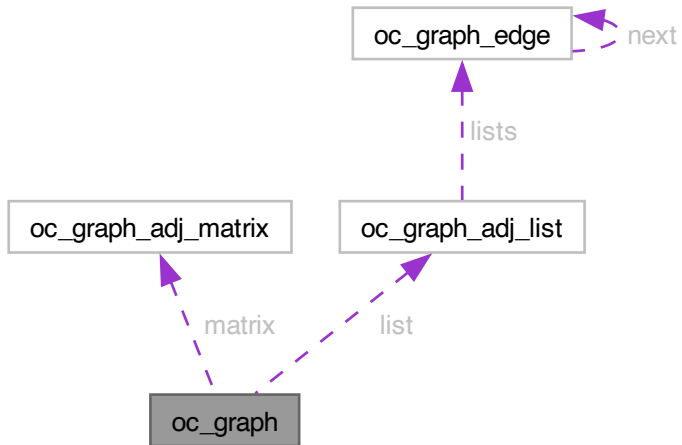 oc_graph_edge
next
lists
oc_graph_adj_matrix
oc_graph_adj_list
matrix
list
oc_graph